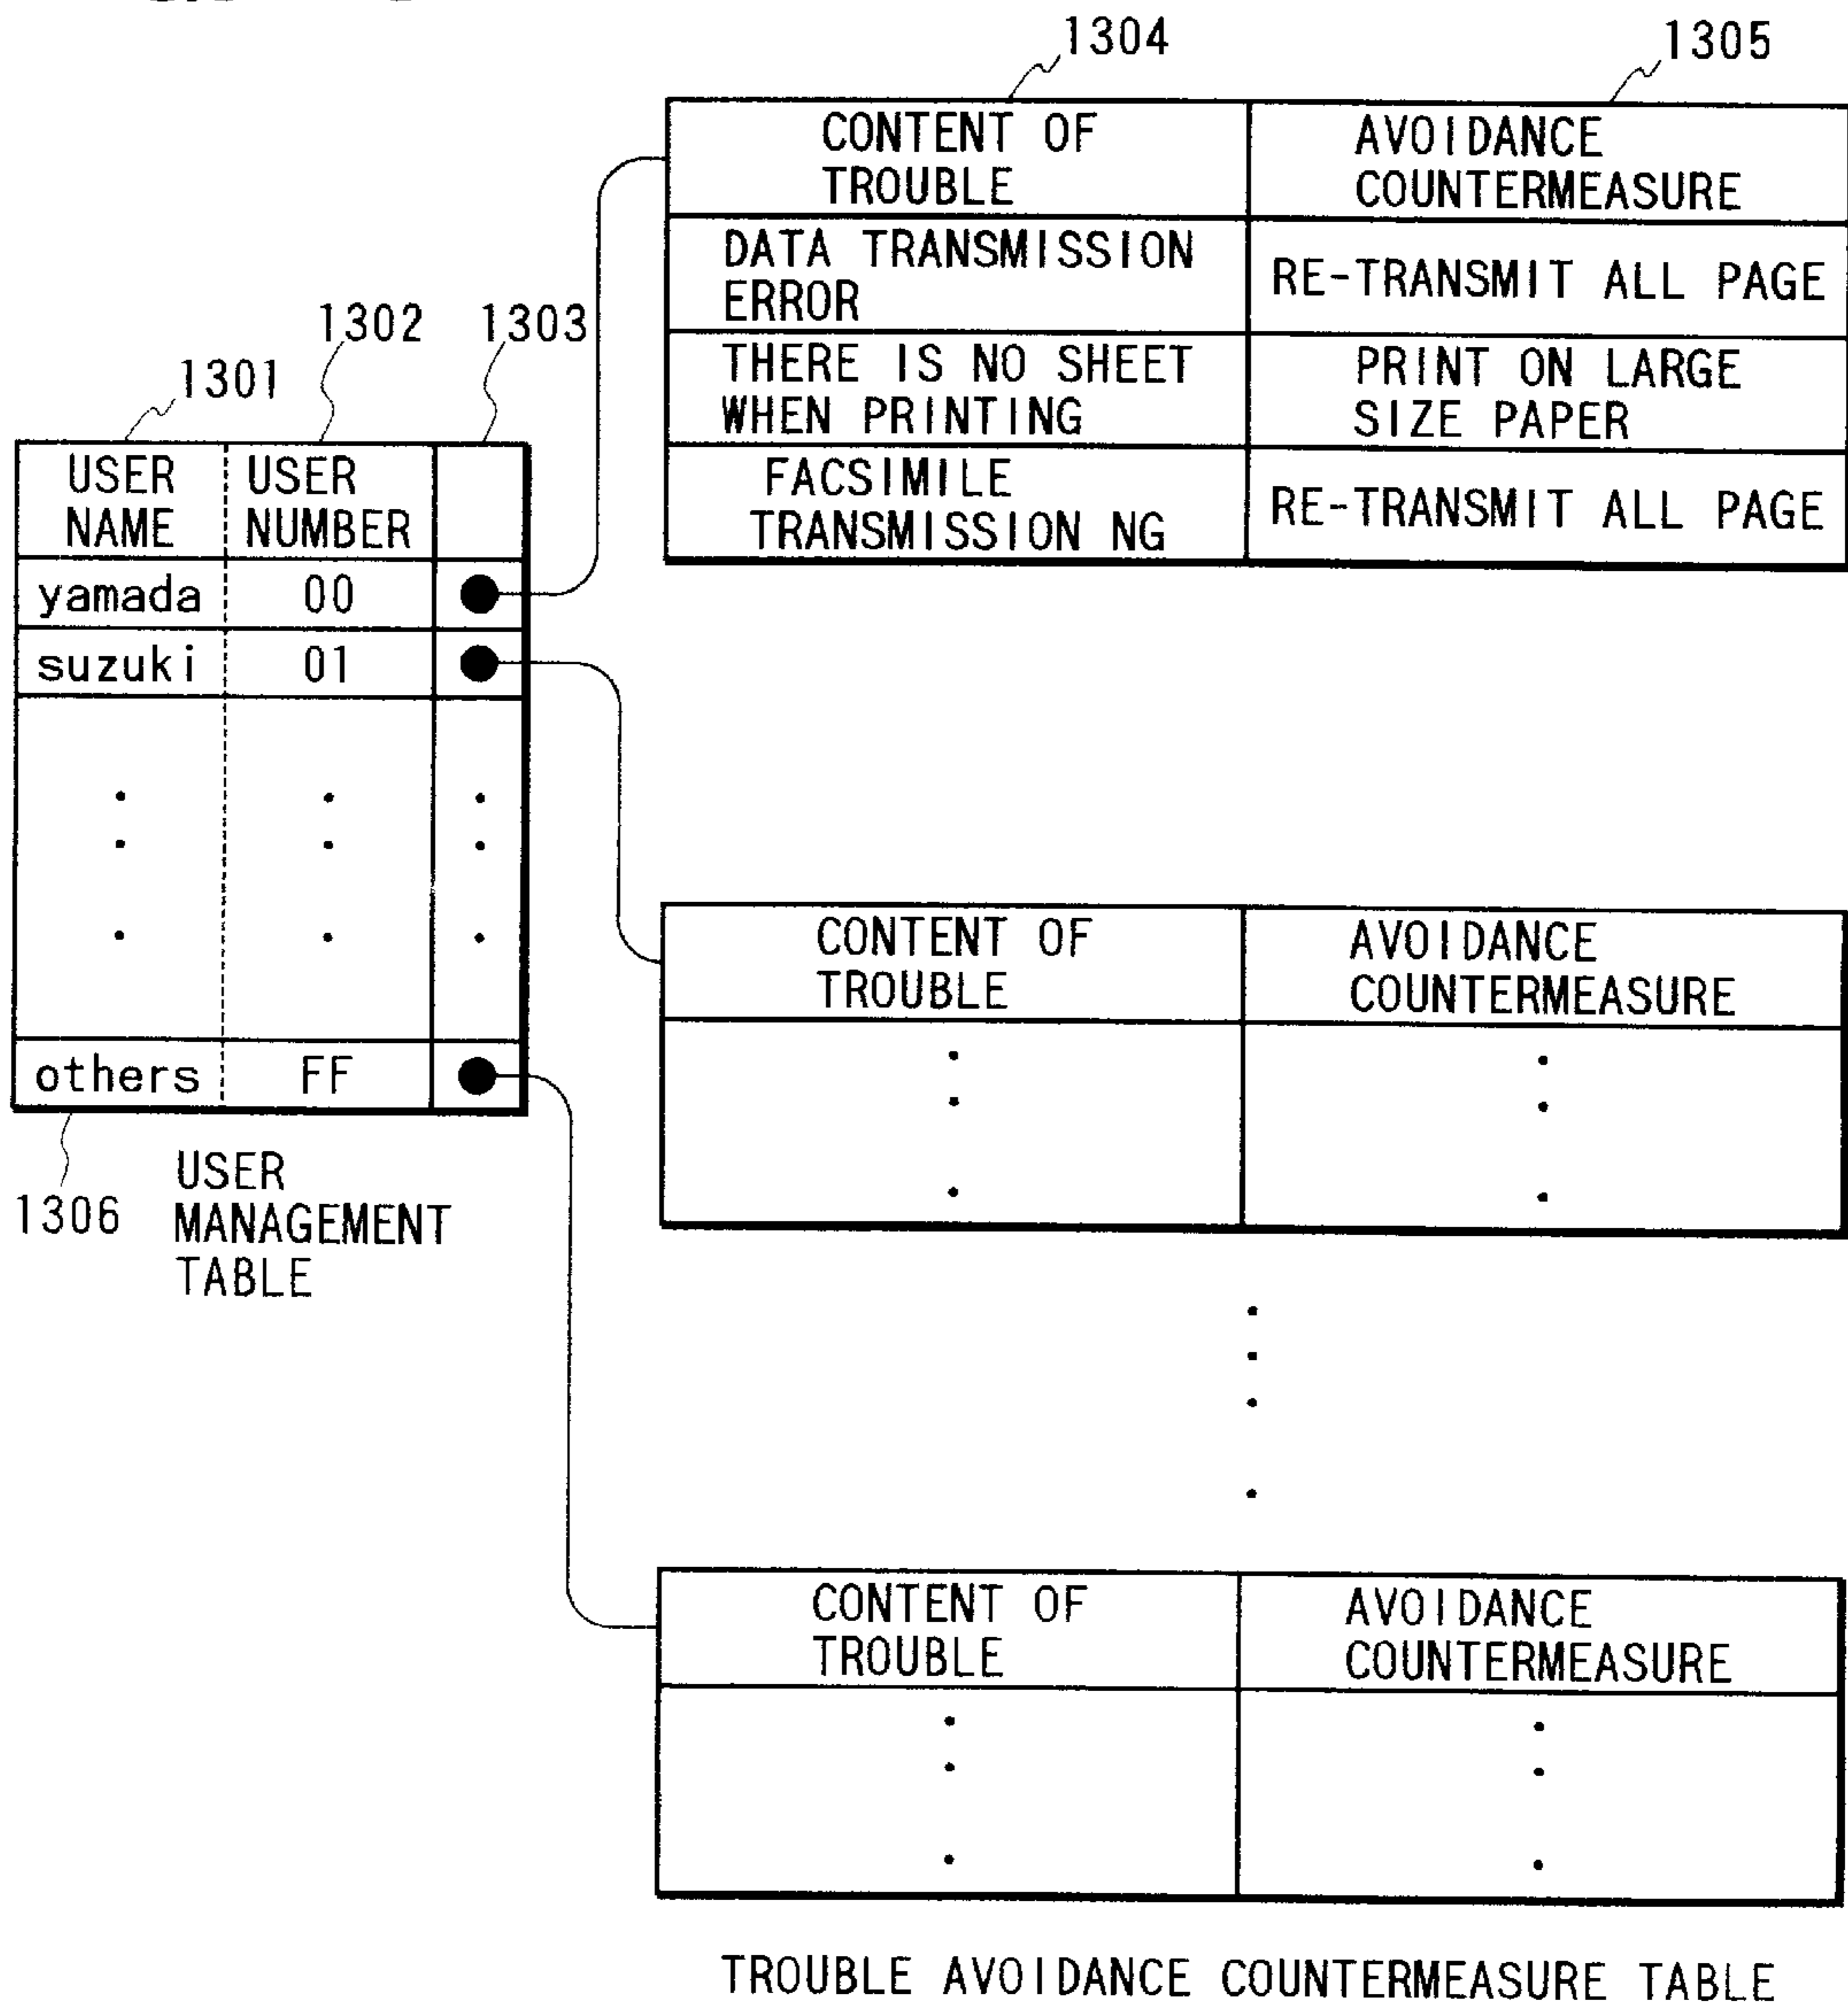 1304
1305
CONTENT OF
TROUBLE
AVOIDANCE
COUNTERMEASURE
DATA TRANSMISSION
ERROR
RE-TRANSMIT ALL PAGE
THERE IS NO SHEET
WHEN PRINTING
PRINT ON LARGE
SIZE PAPER
FACSIMILE
TRANSMISSION NG
RE-TRANSMIT ALL PAGE
1301
1302
1303
USER
NAME
USER
NUMBER
yamada 00
suzuki 01
others FF
1306
USER
MANAGEMENT
TABLE
CONTENT OF
TROUBLE
AVOIDANCE
COUNTERMEASURE
CONTENT OF
TROUBLE
AVOIDANCE
COUNTERMEASURE
TROUBLE AVOIDANCE COUNTERMEASURE TABLE